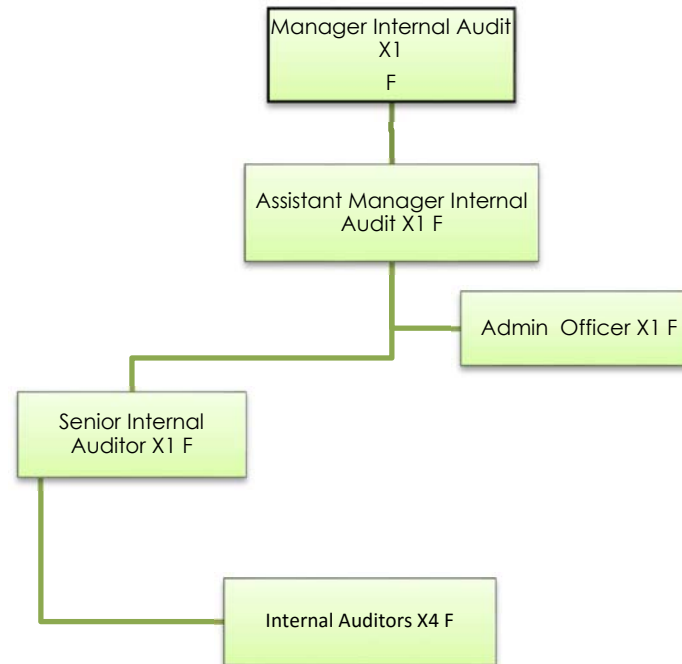 Manager Internal Audit
X1
F
Assistant Manager Internal
Audit X1 F
Admin Officer X1 F
Senior Internal
Auditor X1 F
Internal Auditors X4 F